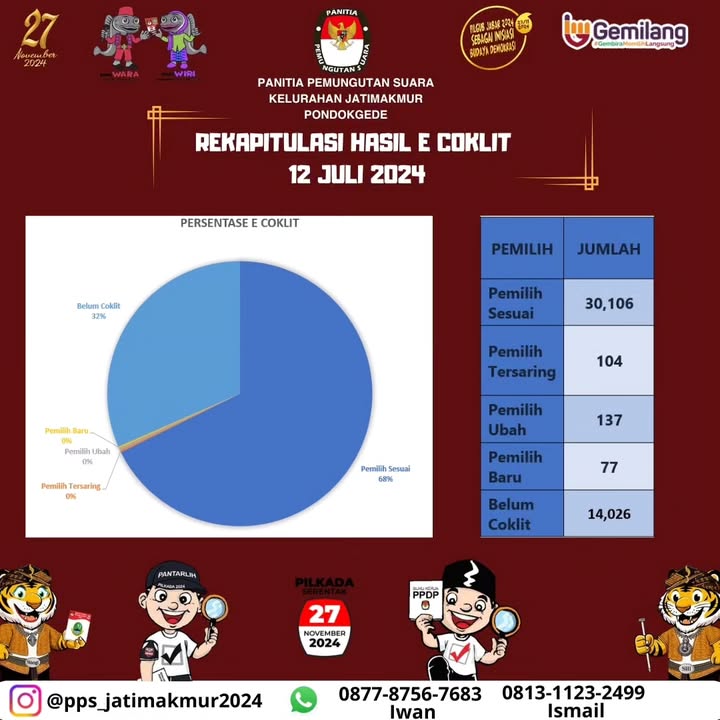 27
November
2024
WARA
WIRI
PANITIA
PEMUNGUTAN SUARA
PILGUB JABAR 2024
SEBAGAI INISIASI
BUDAYA DEMOKRASI
Gemilang
#GembiraMemilihLangsung
PANITIA PEMUNGUTAN SUARA
KELURAHAN JATIMAKMUR
PONDOKGEDE
REKAPITULASI HASIL E COKLIT
12 JULI 2024
PERSENTASE E COKLIT
Belum Coklit
32%
Pemilih Baru
0%
Pemilih Ubah
0%
Pemilih Tersaring
0%
Pemilih Sesuai
68%
PEMILIH JUMLAH
Pemilih
Sesuai
30,106
Pemilih
Tersaring
104
Pemilih
Ubah
137
Pemilih
Baru
77
Belum
Coklit
14,026
PANTARLIH
PILKADA 2024
PILKADA
SERENTAK
27
NOVEMBER
2024
BUKU KERJA
PPDP
@pps_jatimakmur2024
0877-8756-7683
Iwan
0813-1123-2499
Ismail